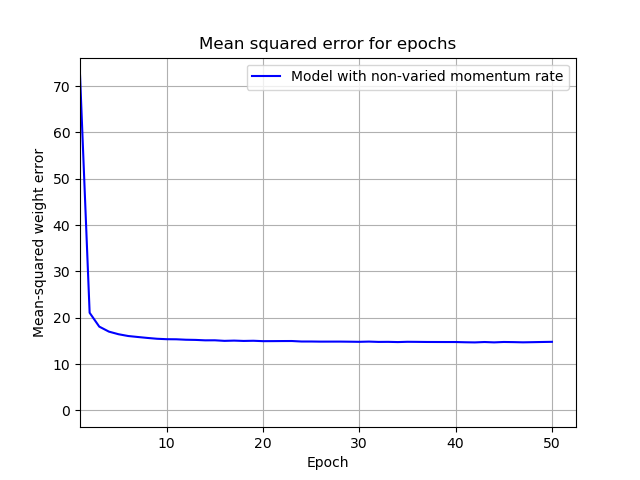 Mean squared error for epochs
Model with non-varied momentum rate
Mean-squared weight error
70
60
50
40
30
20
10
0
10 20 30 40 50
Epoch